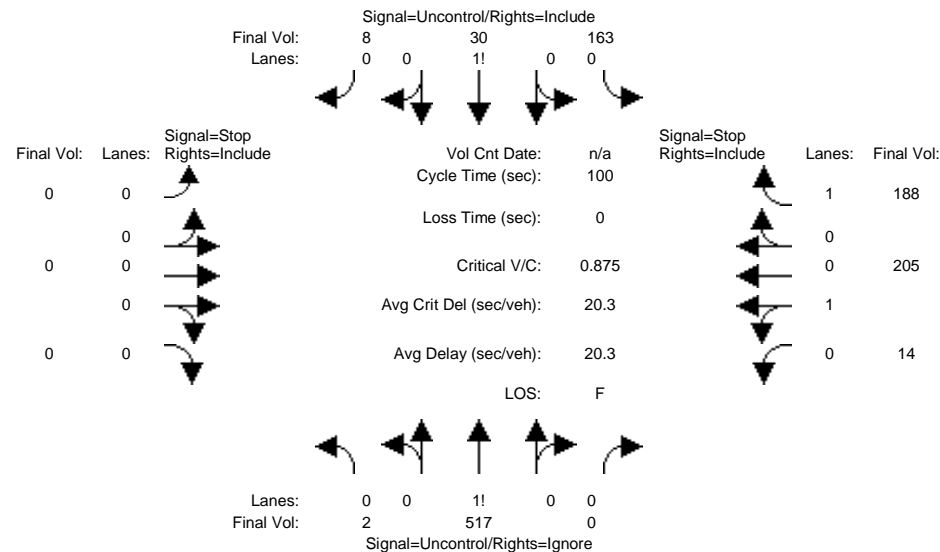 Signal=Uncontrol/Rights=Include
Final Vol: 8 30 163
Lanes: 0 0 1! 0 0
Signal=Stop
Final Vol: Lanes: Rights=Include
Vol Cnt Date: n/a
Signal=Stop
Rights=Include Lanes: Final Vol:
Cycle Time (sec): 100
0 0
1 188
Loss Time (sec): 0
0
0
0 0
Critical V/C: 0.875
0 205
0
Avg Crit Del (sec/veh): 20.3
1
0 0
Avg Delay (sec/veh): 20.3
0 14
LOS: F
Lanes: 0 0 1! 0 0
Final Vol: 2 517 0
Signal=Uncontrol/Rights=Ignore